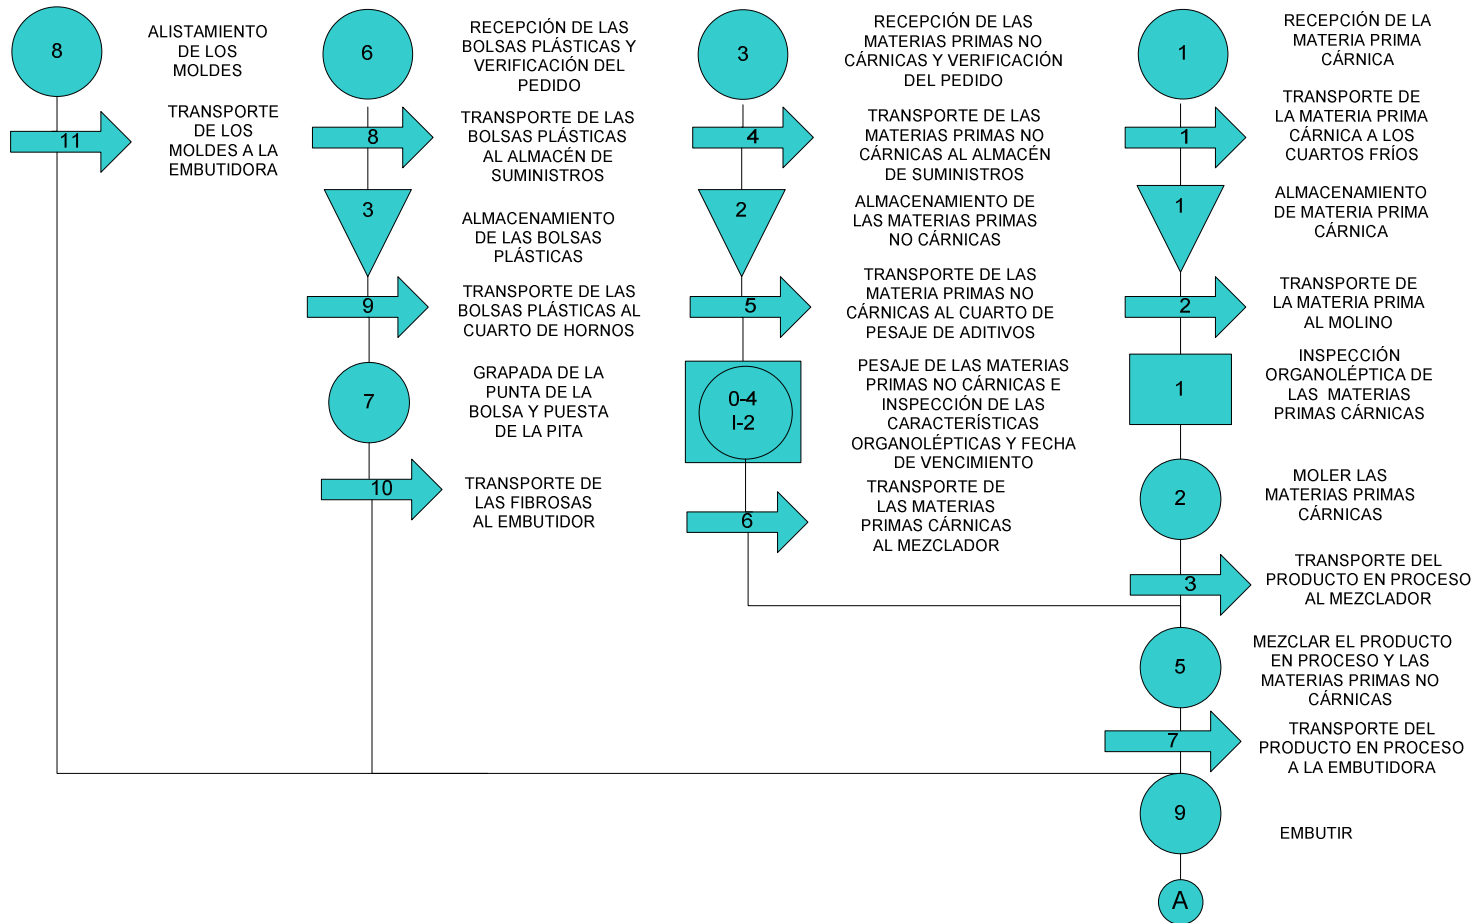 8
ALISTAMIENTO
DE LOS
MOLDES
11
TRANSPORTE
DE LOS
MOLDES A LA
EMBUTIDORA
6
RECEPCIÓN DE LAS
BOLSAS PLÁSTICAS Y
VERIFICACIÓN DEL
PEDIDO
8
TRANSPORTE DE LAS
BOLSAS PLÁSTICAS
AL ALMACÉN DE
SUMINISTROS
3
ALMACENAMIENTO
DE LAS BOLSAS
PLÁSTICAS
9
TRANSPORTE DE LAS
BOLSAS PLÁSTICAS AL
CUARTO DE HORNOS
7
GRAPADA DE LA
PUNTA DE LA
BOLSA Y PUESTA
DE LA PITA
10
TRANSPORTE DE
LAS FIBROSAS
AL EMBUTIDOR
3
RECEPCIÓN DE LAS
MATERIAS PRIMAS NO
CÁRNICAS Y VERIFICACIÓN
DEL PEDIDO
4
TRANSPORTE DE LAS
MATERIAS PRIMAS NO
CÁRNICAS AL ALMACÉN
DE SUMINISTROS
2
ALMACENAMIENTO DE
LAS MATERIAS PRIMAS
NO CÁRNICAS
5
TRANSPORTE DE LAS
MATERIA PRIMAS NO
CÁRNICAS AL CUARTO DE
PESAJE DE ADITIVOS
0-4
I-2
PESAJE DE LAS MATERIAS
PRIMAS NO CÁRNICAS E
INSPECCIÓN DE LAS
CARACTERÍSTICAS
ORGANOLÉPTICAS Y FECHA
DE VENCIMIENTO
6
TRANSPORTE DE
LAS MATERIAS
PRIMAS CÁRNICAS
AL MEZCLADOR
1
RECEPCIÓN DE LA
MATERIA PRIMA
CÁRNICA
1
TRANSPORTE DE
LA MATERIA PRIMA
CÁRNICA A LOS
CUARTOS FRÍOS
1
ALMACENAMIENTO
DE MATERIA PRIMA
CÁRNICA
2
TRANSPORTE DE
LA MATERIA PRIMA
AL MOLINO
1
INSPECCIÓN
ORGANOLÉPTICA DE
LAS MATERIAS
PRIMAS CÁRNICAS
2
MOLER LAS
MATERIAS PRIMAS
CÁRNICAS
3
TRANSPORTE DEL
PRODUCTO EN PROCESO
AL MEZCLADOR
5
MEZCLAR EL PRODUCTO
EN PROCESO Y LAS
MATERIAS PRIMAS NO
CÁRNICAS
7
TRANSPORTE DEL
PRODUCTO EN PROCESO
A LA EMBUTIDORA
9
EMBUTIR
A